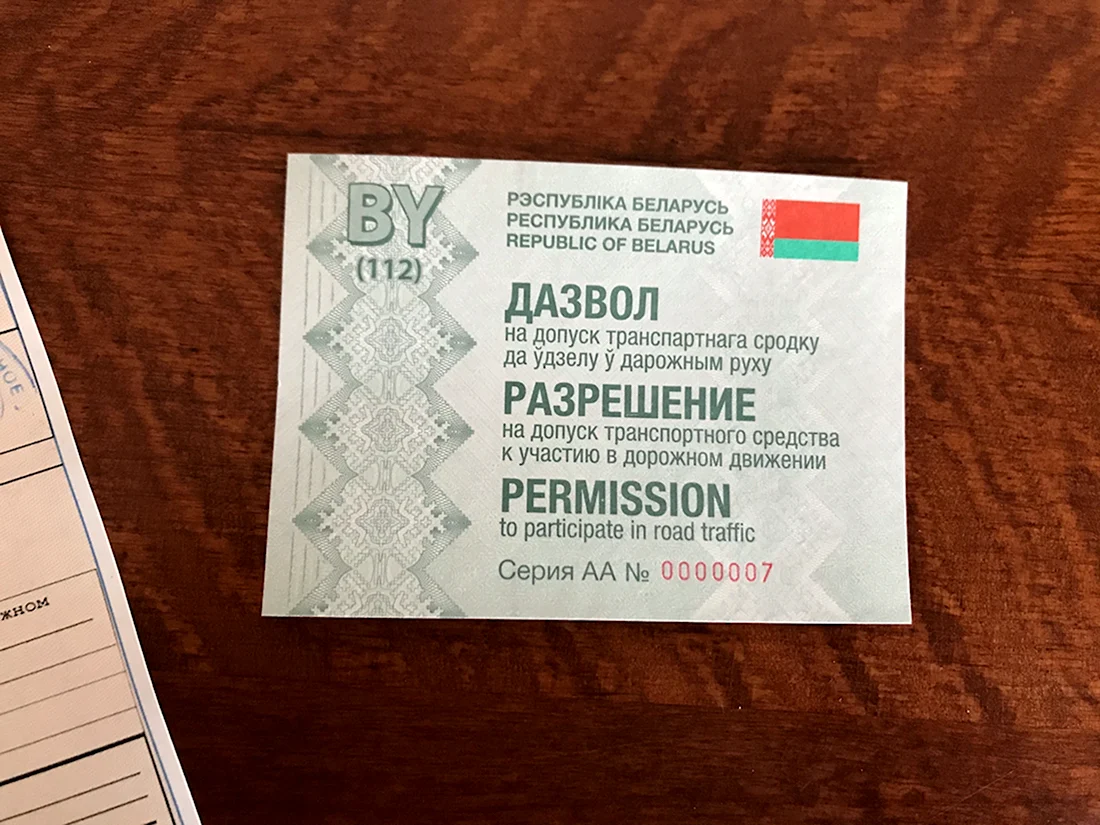 BY
(112)
РЭСПУБЛІКА БЕЛАРУСЬ
РЕСПУБЛИКА БЕЛАРУСЬ
REPUBLIC OF BELARUS
ДАЗВОЛ
на допуск транспартнага сродку
да ўдзелу ў дарожным руху
РАЗРЕШЕНИЕ
на допуск транспортного средства
к участию в дорожном движении
PERMISSION
to participate in road traffic
Серия АА № 0000007